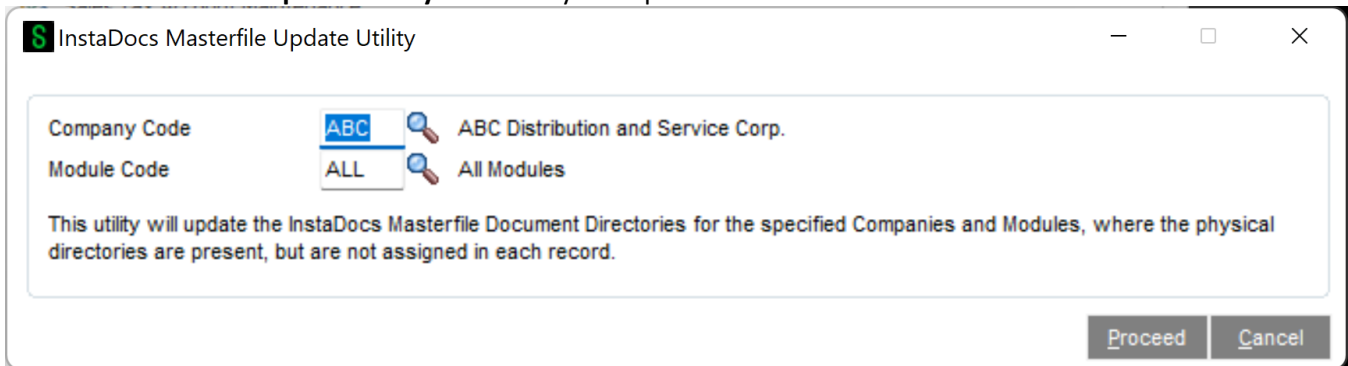 S InstaDocs Masterfile Update Utility
Company Code ABC ABC Distribution and Service Corp.
Module Code ALL All Modules
This utility will update the InstaDocs Masterfile Document Directories for the specified Companies and Modules, where the physical
directories are present, but are not assigned in each record.
Proceed Cancel